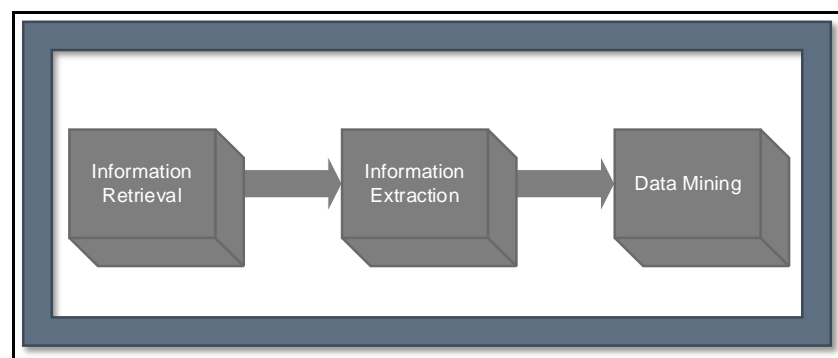 Information
Retrieval
Information
Extraction
Data Mining